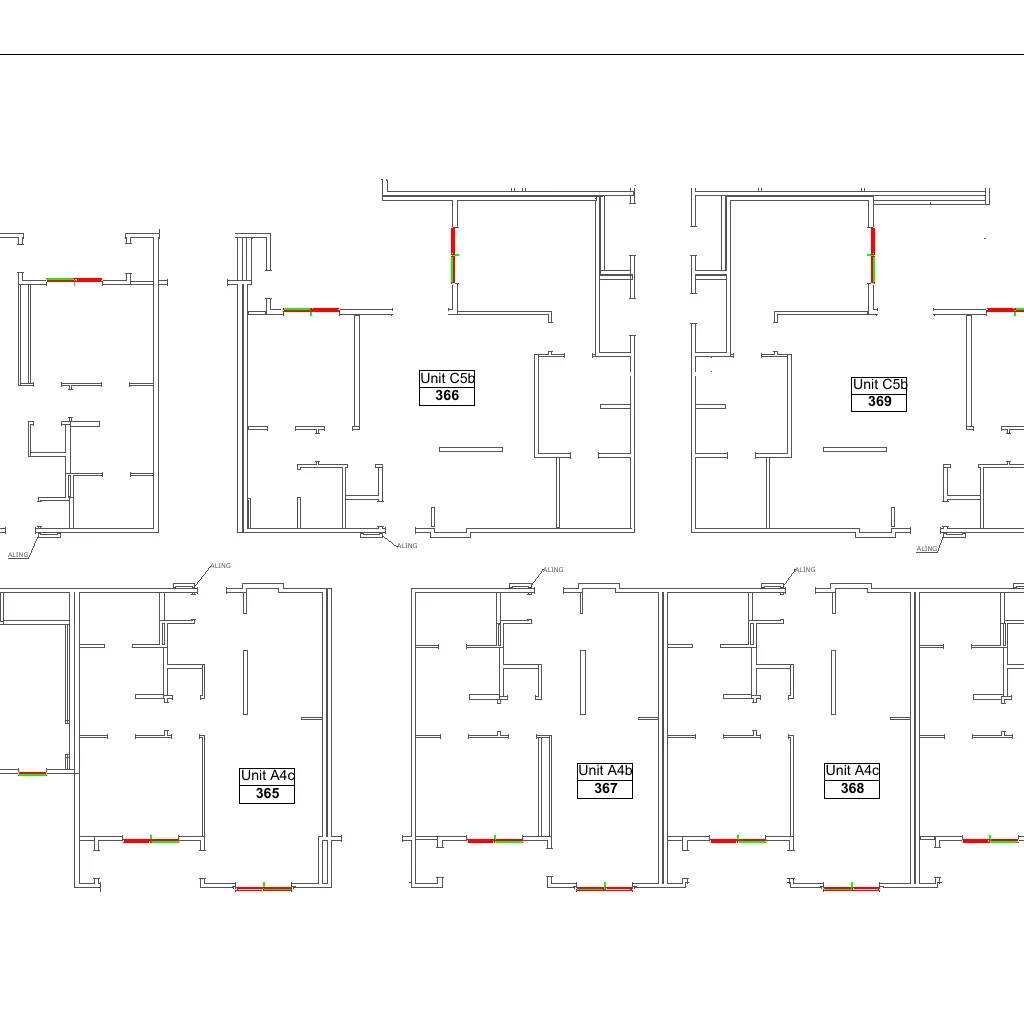 Unit C5b
366
Unit C5b
369
ALING
ALING
ALING
ALING
ALING
ALING
Unit A4c
365
Unit A4b
367
Unit A4c
368